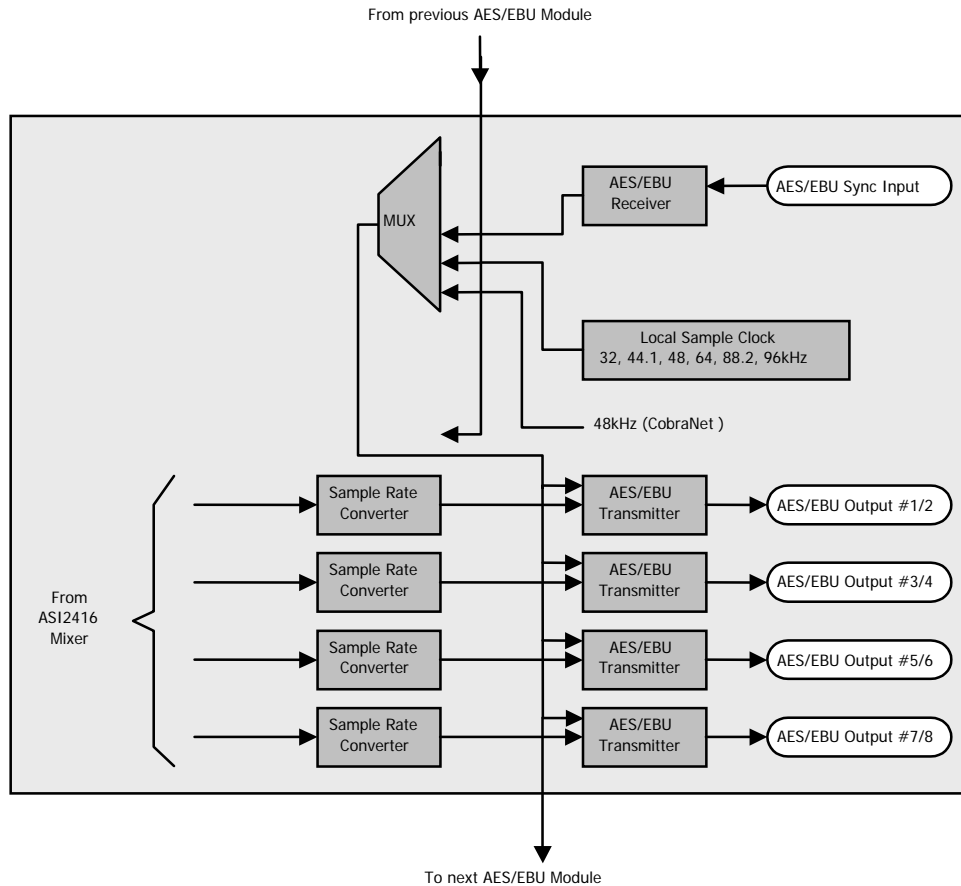 From previous AES/EBU Module
MUX
AES/EBU
Receiver
AES/EBU Sync Input
Local Sample Clock
32, 44.1, 48, 64, 88.2, 96kHz
48kHz (CobraNet )
From
ASI2416
Mixer
Sample Rate
Converter
AES/EBU
Transmitter
AES/EBU Output #1/2
Sample Rate
Converter
AES/EBU
Transmitter
AES/EBU Output #3/4
Sample Rate
Converter
AES/EBU
Transmitter
AES/EBU Output #5/6
Sample Rate
Converter
AES/EBU
Transmitter
AES/EBU Output #7/8
To next AES/EBU Module